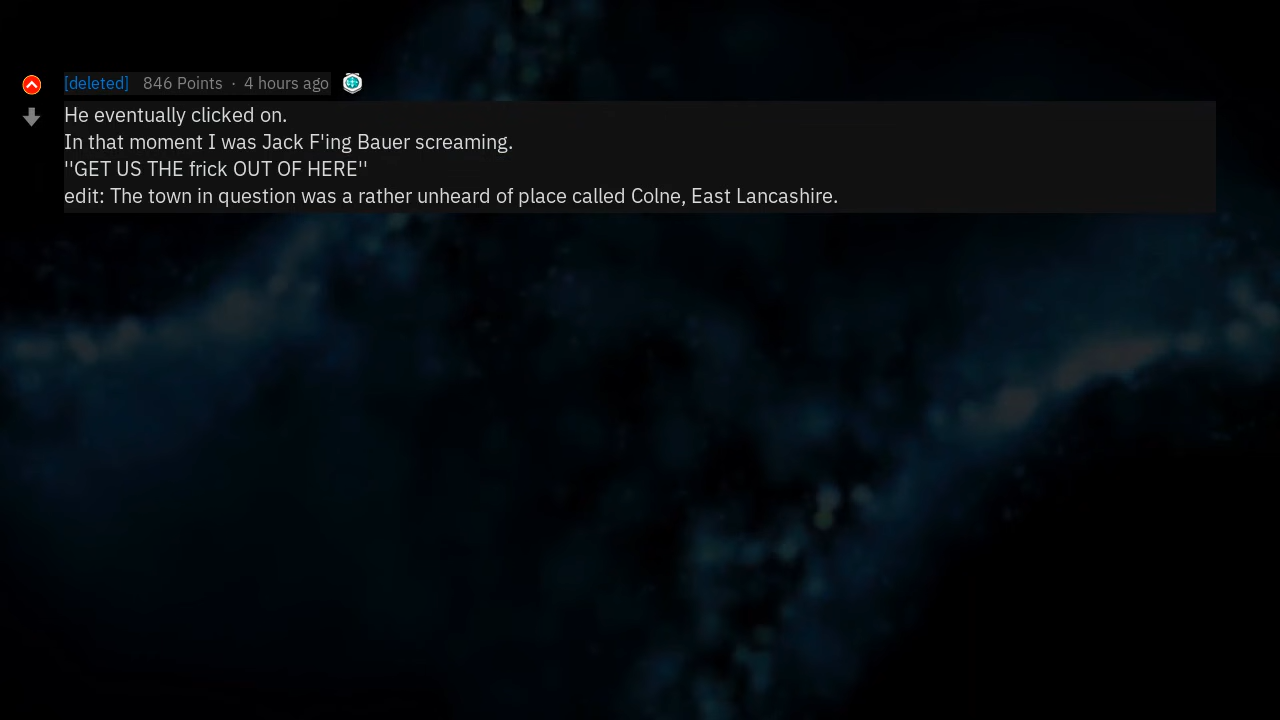 [deleted] 846 Points · 4 hours ago
He eventually clicked on.
In that moment I was Jack F'ing Bauer screaming.
''GET US THE frick OUT OF HERE''
edit: The town in question was a rather unheard of place called Colne, East Lancashire.